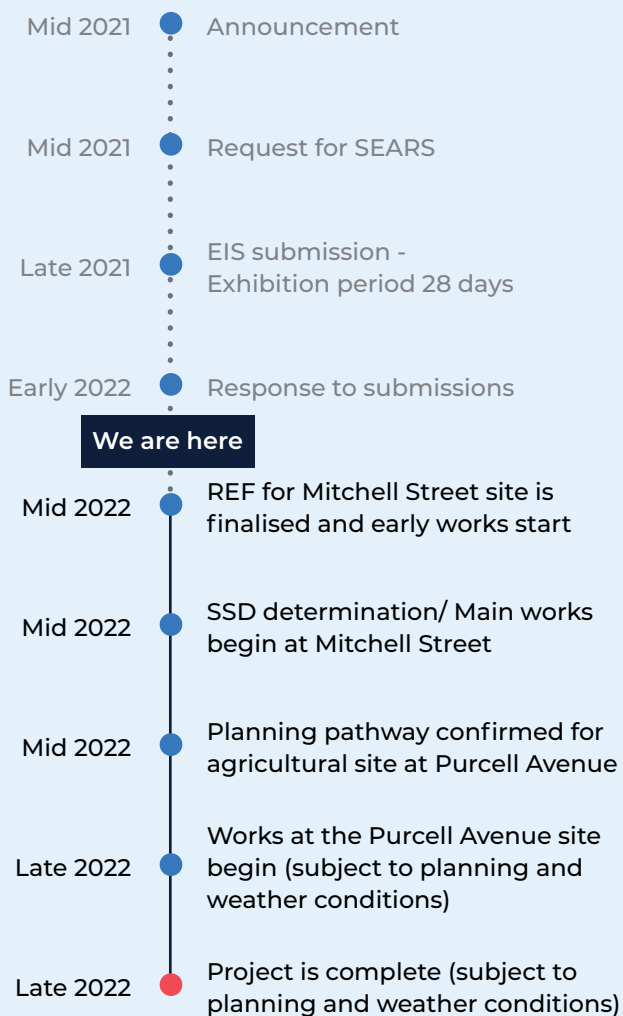 Mid 2021 Announcement
Mid 2021 Request for SEARS
Late 2021 EIS submission -
Exhibition period 28 days
Early 2022 Response to submissions
We are here
Mid 2022 REF for Mitchell Street site is
finalised and early works start
Mid 2022 SSD determination/ Main works
begin at Mitchell Street
Mid 2022 Planning pathway confirmed for
agricultural site at Purcell Avenue
Works at the Purcell Avenue site
Late 2022 begin (subject to planning and
weather conditions)
Late 2022 Project is complete (subject to
planning and weather conditions)